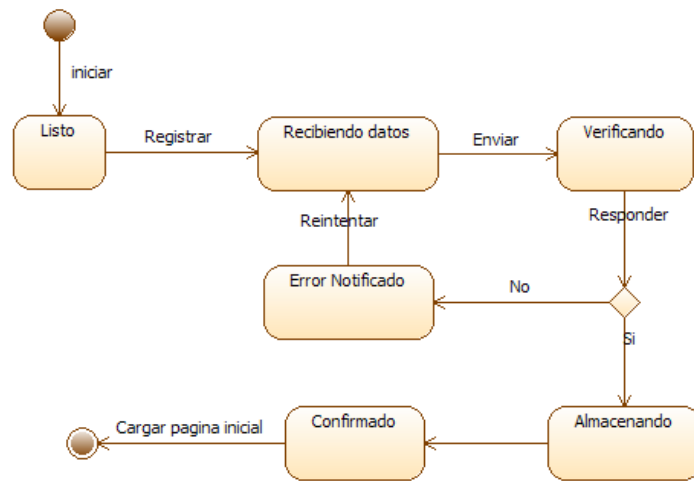 iniciar
Listo
Registrar
Recibiendo datos
Enviar
Verificando
Reintentar
Responder
Error Notificado
No
Si
Cargar pagina inicial
Confirmado
Almacenando